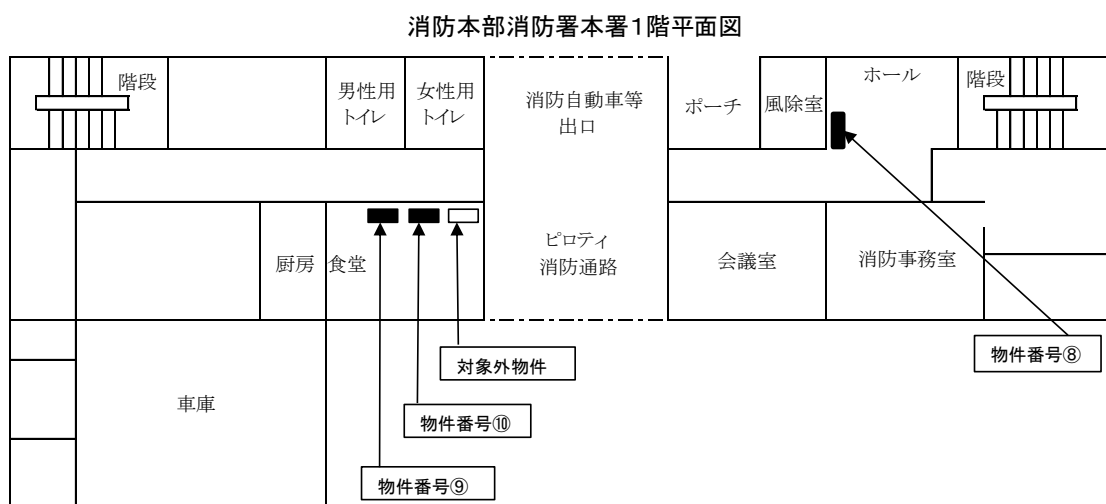 消防本部消防署本署1階平面図
階段
男性用
トイレ
女性用
トイレ
消防自動車等
出口
ポーチ
風除室
ホール
階段
厨房
食堂
ピロティ
消防通路
会議室
消防事務室
対象外物件
物件番号⑧
車庫
物件番号⑩
物件番号⑨